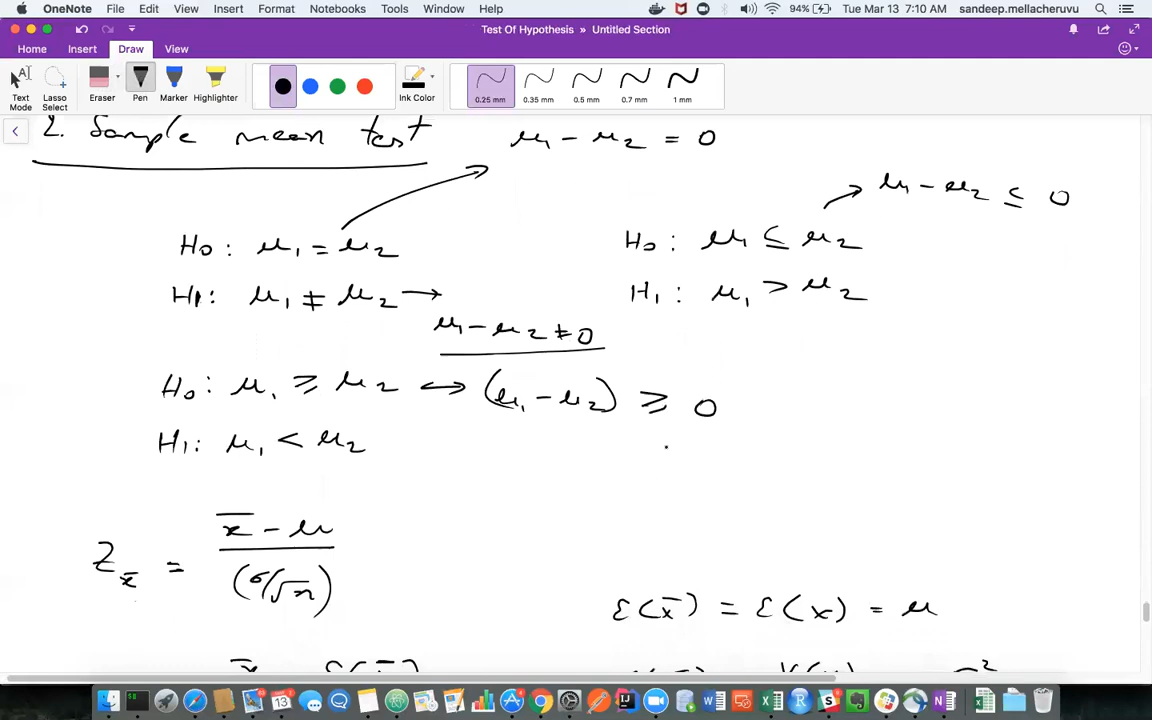 OneNote File Edit View Insert Format Notebooks Tools Window Help 94% Tue Mar 13 7:10 AM sandeep.mellacheruvu
Test Of Hypothesis » Untitled Section
Home Insert Draw View
Text Mode Lasso Select Eraser Pen Marker Highlighter Ink Color 0.25 mm 0.35 mm 0.5 mm 0.7 mm 1 mm
2. Sample mean test
μ1 - μ2 = 0
μ1 - μ2 ≤ 0
H0: μ1 = μ2
H0: μ1 ≤ μ2
H1: μ1 ≠ μ2 →
H1: μ1 > μ2
μ1 - μ2 ≠ 0
H0: μ1 ≥ μ2 ↔ (μ1 - μ2) ≥ 0
H1: μ1 < μ2
Z_x̄ = (x̄ - μ) / (σ/√n)
E(x̄) = E(x) = μ